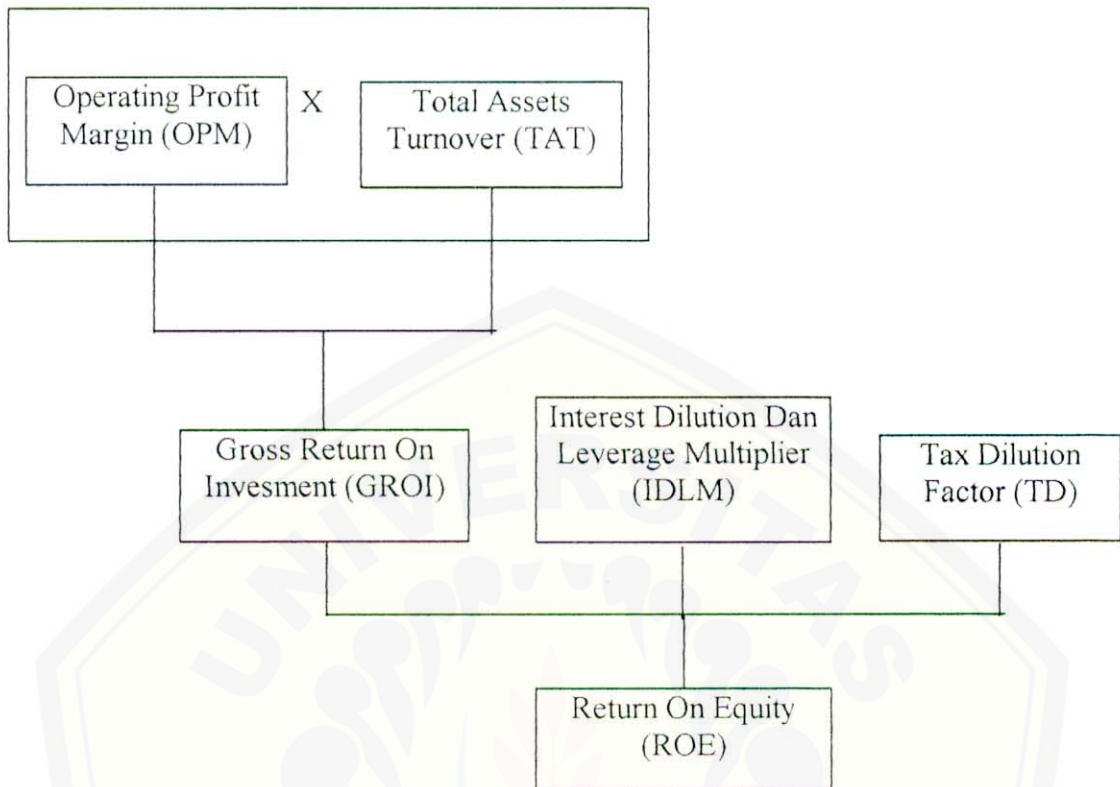 Operating Profit
Margin (OPM)
X
Total Assets
Turnover (TAT)
Gross Return On
Invesment (GROI)
Interest Dilution Dan
Leverage Multiplier
(IDLM)
Tax Dilution
Factor (TD)
Return On Equity
(ROE)
UNIVERSITAS